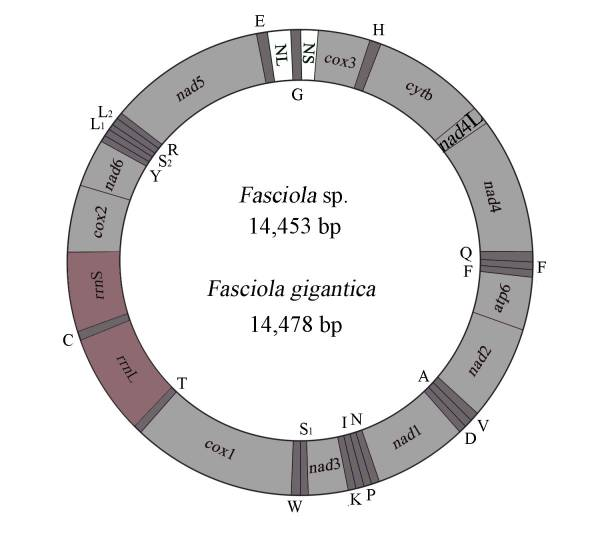 E
G
H
NL
NS
cox3
cytb
nad4L
nad4
Q
F
F
atp6
nad2
A
V
D
nad1
I N
K P
nad3
S1
W
cox1
T
rrnL
C
rrnS
cox2
nad6
L2
L1
R
S2
Y
nad5
Fasciola sp.
14,453 bp
Fasciola gigantica
14,478 bp